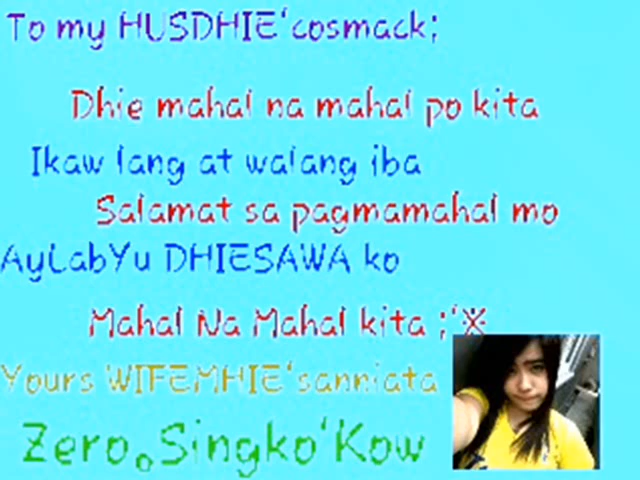 To my HUSDHIE'cosmack;
Dhie mahal na mahal po kita
Ikaw lang at walang iba
Salamat sa pagmamahal mo
AyLabYu DHIESAWA ko
Mahal Na Mahal kita ;'※
Yours WIFEMHIE'sanniata
Zero。Singko'Kow